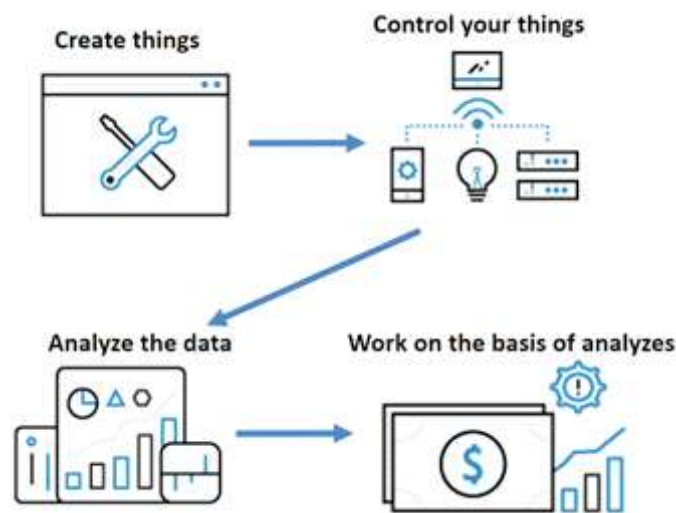 Create things
Control your things
Analyze the data
Work on the basis of analyzes
$
!